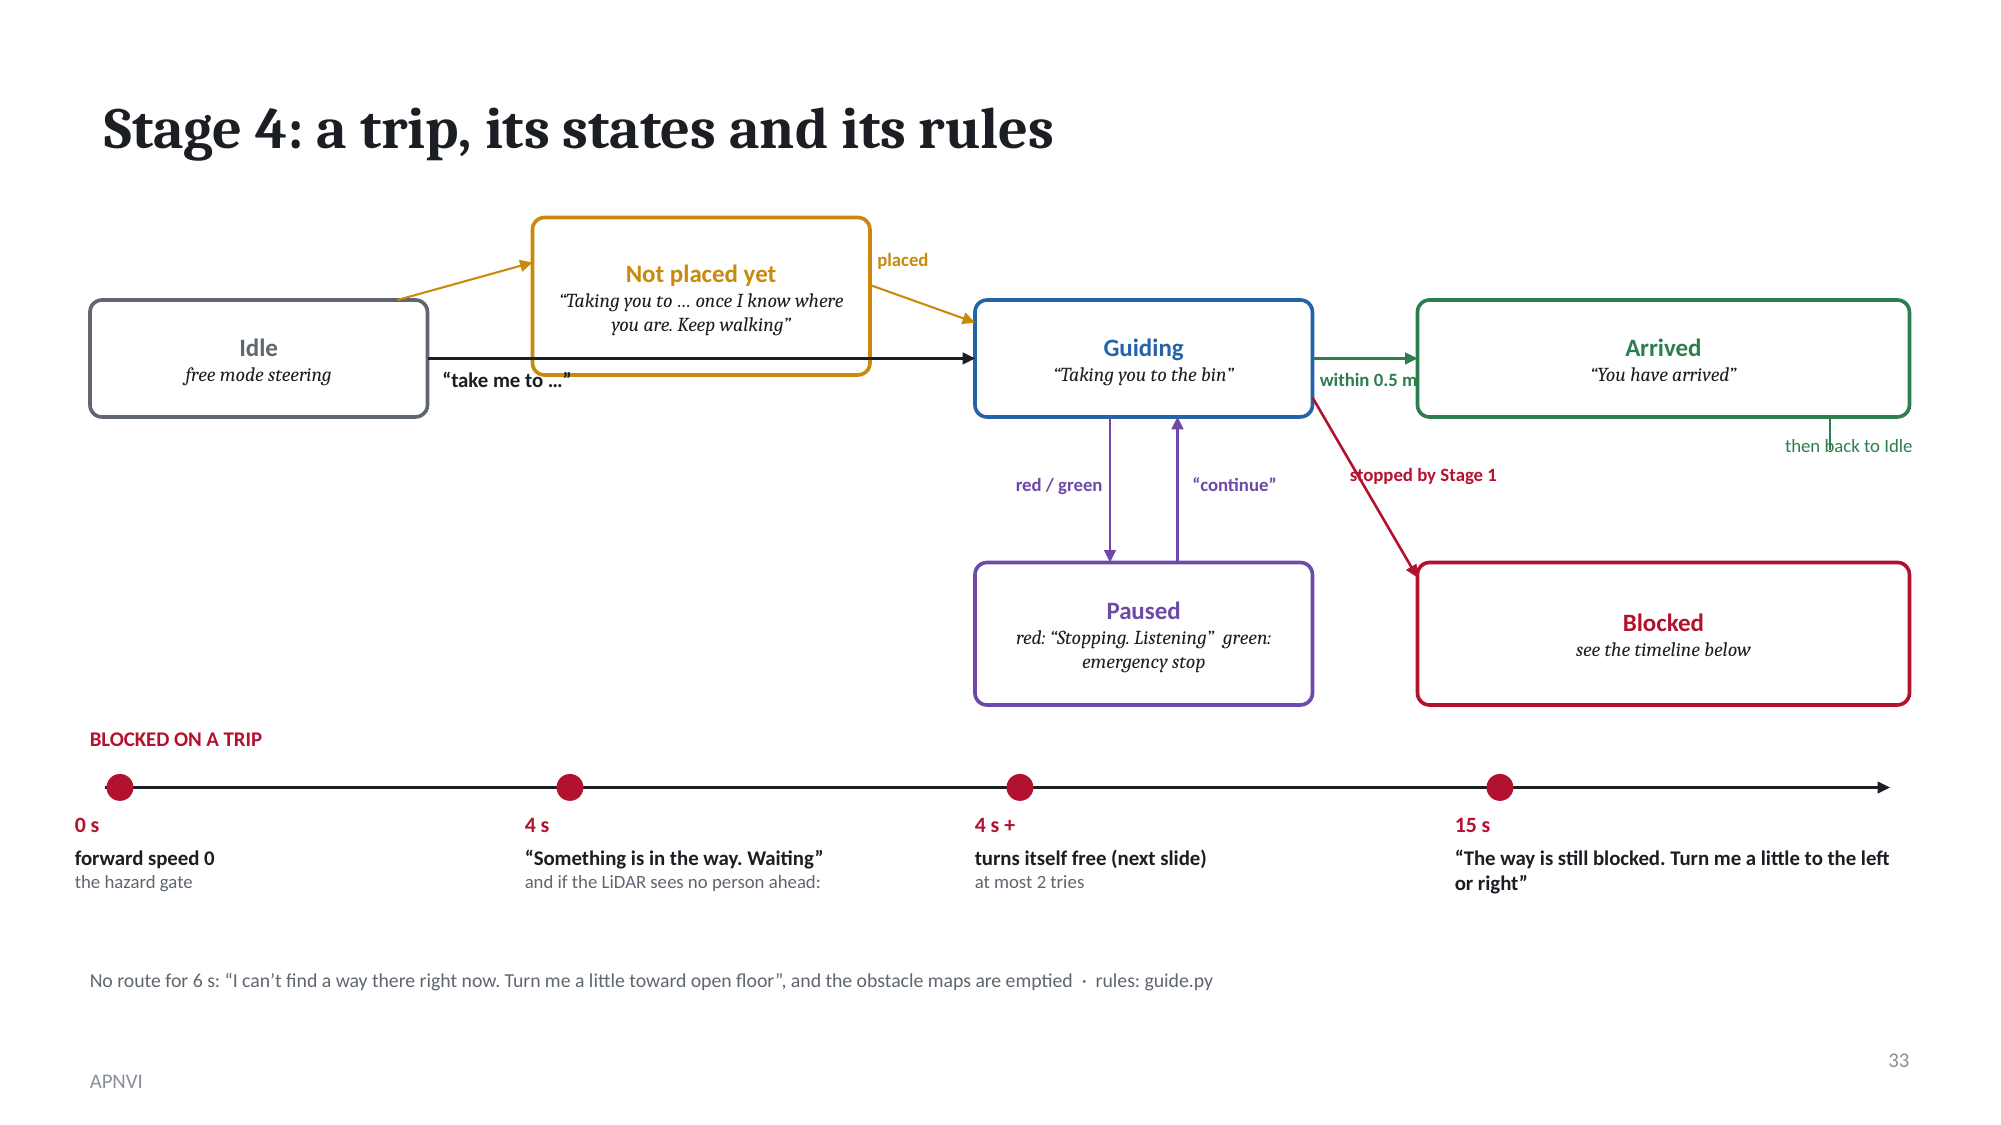 Stage 4: a trip, its states and its rules
Not placed yet
“Taking you to … once I know where
you are. Keep walking”
placed
Idle
free mode steering
“take me to …”
Guiding
“Taking you to the bin”
within 0.5 m
Arrived
“You have arrived”
then back to Idle
red / green
“continue”
stopped by Stage 1
Paused
red: “Stopping. Listening”  green:
emergency stop
Blocked
see the timeline below
BLOCKED ON A TRIP
0 s
forward speed 0
the hazard gate
4 s
“Something is in the way. Waiting”
and if the LiDAR sees no person ahead:
4 s +
turns itself free (next slide)
at most 2 tries
15 s
“The way is still blocked. Turn me a little to the left
or right”
No route for 6 s: “I can’t find a way there right now. Turn me a little toward open floor”, and the obstacle maps are emptied · rules: guide.py
33
APNVI